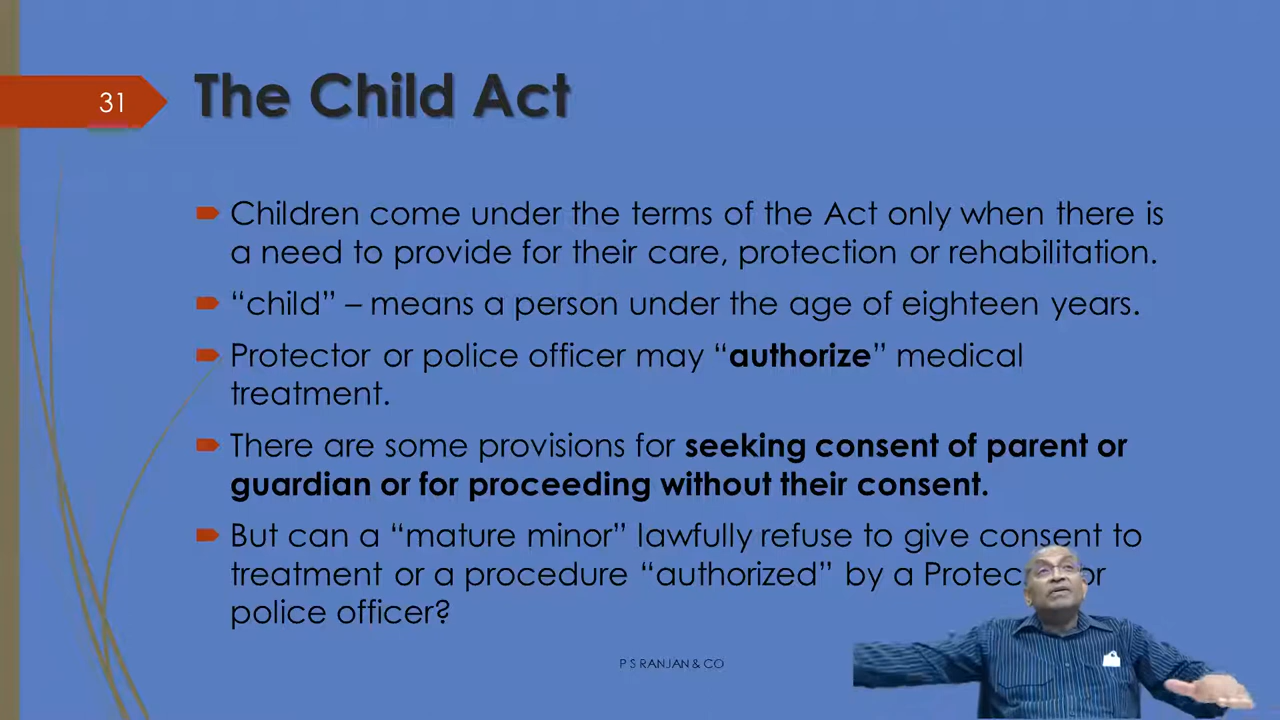 31
The Child Act
Children come under the terms of the Act only when there is
a need to provide for their care, protection or rehabilitation.
“child” – means a person under the age of eighteen years.
Protector or police officer may “authorize” medical
treatment.
There are some provisions for seeking consent of parent or
guardian or for proceeding without their consent.
But can a “mature minor” lawfully refuse to give consent to
treatment or a procedure “authorized” by a
police officer?
P S RANJAN & CO